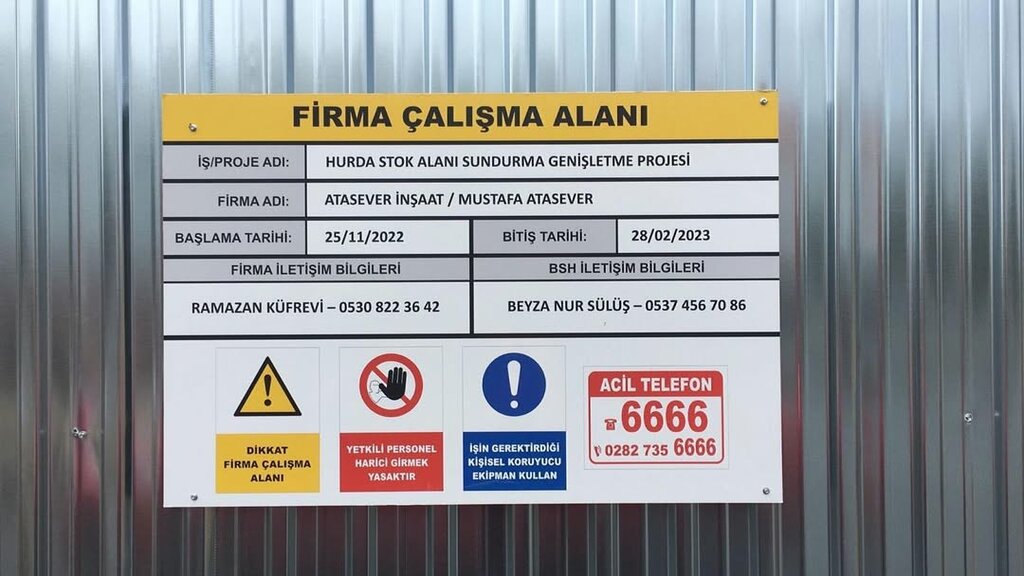 FİRMA ÇALIŞMA ALANI
İŞ/PROJE ADI: HURDA STOK ALANI SUNDURMA GENİŞLETME PROJESİ
FİRMA ADI: ATASEVER İNŞAAT / MUSTAFA ATASEVER
BAŞLAMA TARİHİ: 25/11/2022 BİTİŞ TARİHİ: 28/02/2023
FİRMA İLETİŞİM BİLGİLERİ BSH İLETİŞİM BİLGİLERİ
RAMAZAN KÜFREVİ – 0530 822 36 42 BEYZA NUR SÜLÜŞ – 0537 456 70 86
DİKKAT
FİRMA ÇALIŞMA
ALANI
YETKİLİ PERSONEL
HARİCİ GİRMEK
YASAKTIR
İŞİN GEREKTİRDİĞİ
KİŞİSEL KORUYUCU
EKİPMAN KULLAN
ACİL TELEFON
6666
0282 735 6666